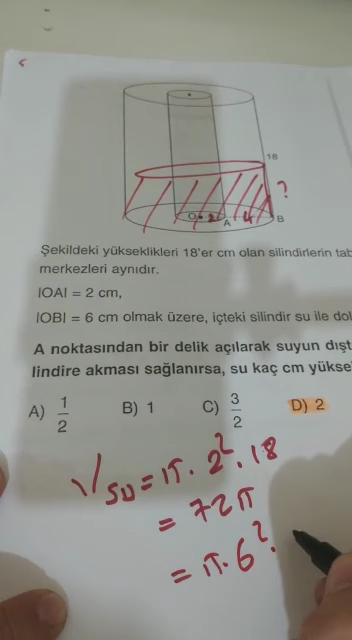 18
?
O 2 A 4 B
Şekildeki yükseklikleri 18'er cm olan silindirlerin tab
merkezleri aynıdır.
|OA| = 2 cm,
|OB| = 6 cm olmak üzere, içteki silindir su ile dol
A noktasından bir delik açılarak suyun dışt
lindire akması sağlanırsa, su kaç cm yükse
A) 1/2 B) 1 C) 3/2 D) 2
V su = π . 2² . 18
= 72π
= π . 6² .